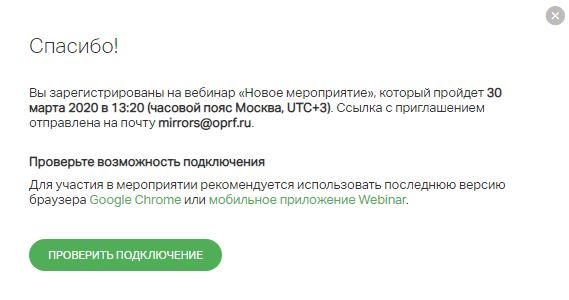 Спасибо!
Вы зарегистрированы на вебинар «Новое мероприятие», который пройдет 30
марта 2020 в 13:20 (часовой пояс Москва, UTC+3). Ссылка с приглашением
отправлена на почту mirrors@oprf.ru.
Проверьте возможность подключения
Для участия в мероприятии рекомендуется использовать последнюю версию
браузера Google Chrome или мобильное приложение Webinar.
ПРОВЕРИТЬ ПОДКЛЮЧЕНИЕ